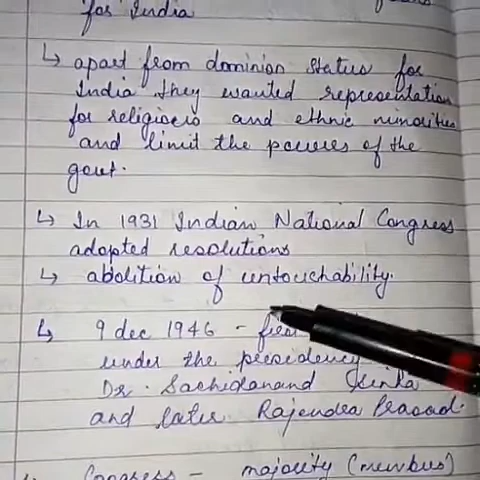 for India
↳ apart from dominion status for
India they wanted representation
for religious and ethnic minorities
and limit the powers of the
govt.
↳ In 1931 Indian National Congress
adopted resolutions
↳ abolition of untouchability.
↳ 9 dec 1946 -
under the presidency
Dr. Sachidanand Sinha
and later Rajendra Prasad.
Congress - majority (members)